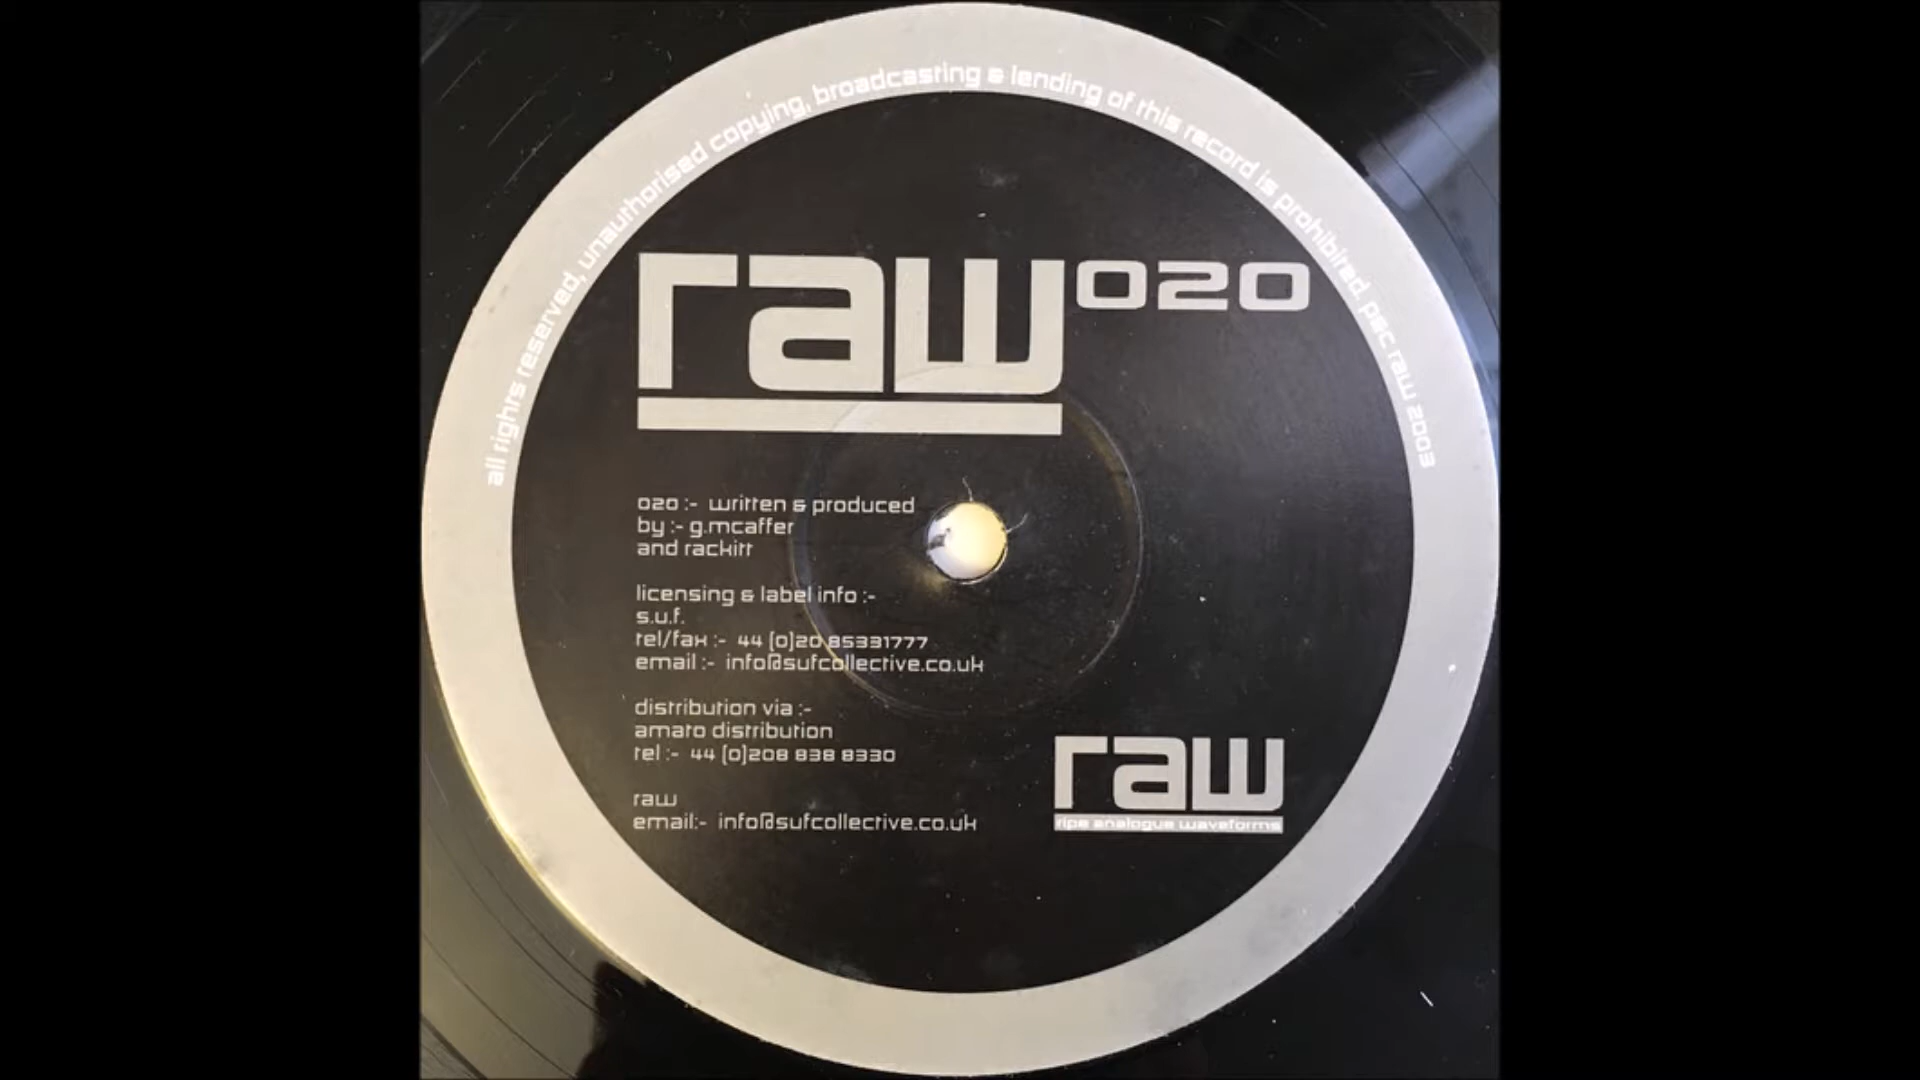 all rights reserved, unauthorised copying, broadcasting & lending of this record is prohibited. p&c raw 2003
raw 020
020 :- written & produced
by :- g.mcaffer
and rackitt
licensing & label info :-
s.u.f.
tel/fax :- 44 (0)20 85331777
email :- info@sufcollective.co.uk
distribution via :-
amato distribution
tel :- 44 (0)208 838 8330
raw
email:- info@sufcollective.co.uk
raw
ripe analogue waveforms